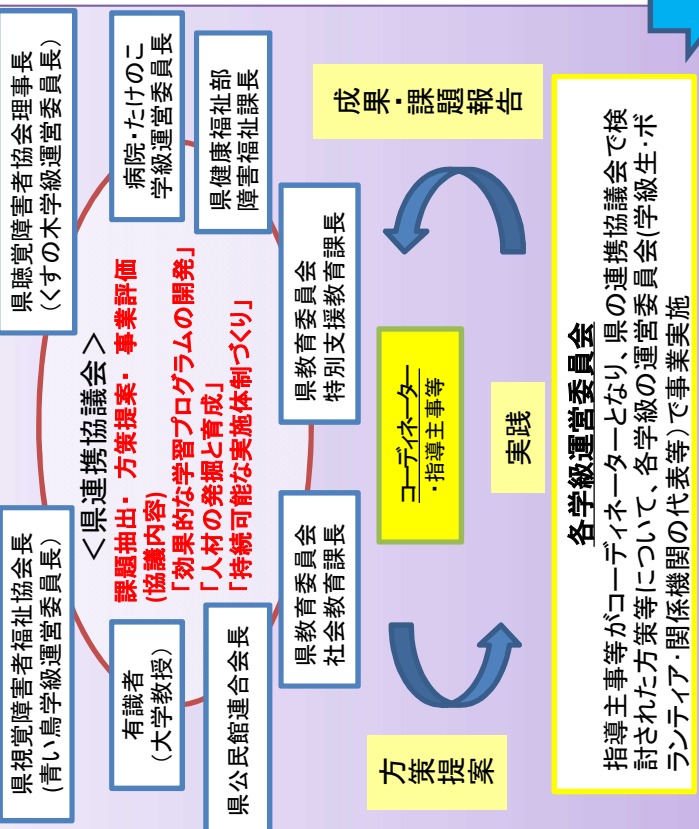 県視覚障害者福祉協会長
(青い鳥学級運営委員長)
県聴覚障害者協会理事長
(くすの木学級運営委員長)
有識者
(大学教授)
病院・たけのこ
学級運営委員長
県公民館連合会会長
県健康福祉部
障害福祉課長
県教育委員会
社会教育課長
県教育委員会
特別支援教育課長
<県連携協議会>
課題抽出・ 方策提案・ 事業評価
(協議内容)
「効果的な学習プログラムの開発」
「人材の発掘と育成」
「持続可能な実施体制づくり」
方策
提案
コーディネーター
・指導主事等
成果・課題
報告
実践
各学級運営委員会
指導主事等がコーディネーターとなり、県の連携協議会で検
討された方策等について、各学級の運営委員会(学級生・ボ
ランティア・関係機関の代表等)で事業実施